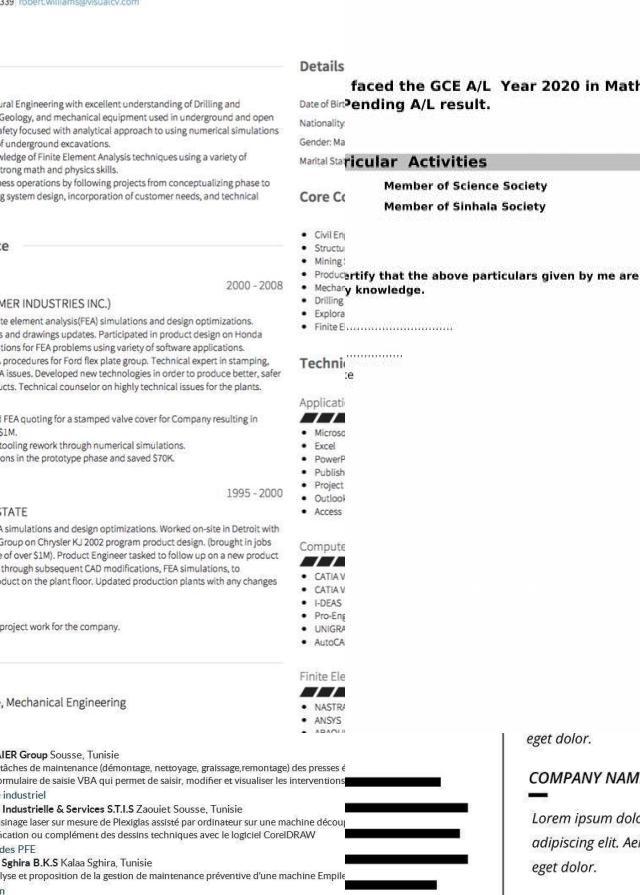 339 robert.williams@visualcv.com
ural Engineering with excellent understanding of Drilling and
Geology, and mechanical equipment used in underground and open
afety focused with analytical approach to using numerical simulations
of underground excavations.
wledge of Finite Element Analysis techniques using a variety of
strong math and physics skills.
ness operations by following projects from conceptualizing phase to
ng system design, incorporation of customer needs, and technical
ce
2000 - 2008
MER INDUSTRIES INC.)
te element analysis(FEA) simulations and design optimizations.
s and drawings updates. Participated in product design on Honda
tions for FEA problems using variety of software applications.
procedures for Ford flex plate group. Technical expert in stamping,
A issues. Developed new technologies in order to produce better, safer
ucts. Technical counselor on highly technical issues for the plants.
FEA quoting for a stamped valve cover for Company resulting in
$1M.
tooling rework through numerical simulations.
ons in the prototype phase and saved $70K.
1995 - 2000
STATE
A simulations and design optimizations. Worked on-site in Detroit with
Group on Chrysler KJ 2002 program product design. (brought in jobs
e of over $1M). Product Engineer tasked to follow up on a new product
through subsequent CAD modifications, FEA simulations, to
oduct on the plant floor. Updated production plants with any changes
project work for the company.
, Mechanical Engineering
Details
Date of Birt
Nationality
Gender: Ma
Marital Sta
Core Co
• Civil Eng
• Structu
• Mining
• Produc
• Mechar
• Drilling
• Explora
• Finite E
Techni
Applicati
• Microso
• Excel
• PowerP
• Publish
• Project
• Outlook
• Access
Compute
• CATIA V
• CATIA V
• I-DEAS
• Pro-Eng
• UNIGRA
• AutoCA
Finite Ele
• NASTRA
• ANSYS
faced the GCE A/L Year 2020 in Math
Pending A/L result.
ricular Activities
Member of Science Society
Member of Sinhala Society
ertify that the above particulars given by me are
y knowledge.
..............................
................
te
AIER Group Sousse, Tunisie
tâches de maintenance (démontage, nettoyage, graissage,remontage) des presses é
ormulaire de saisie VBA qui permet de saisir, modifier et visualiser les interventions
industriel
Industrielle & Services S.T.I.S Zaouiet Sousse, Tunisie
sinage laser sur mesure de Plexiglas assisté par ordinateur sur une machine décou
ication ou complément des dessins techniques avec le logiciel CorelDRAW
des PFE
Sghira B.K.S Kalaa Sghira, Tunisie
lyse et proposition de la gestion de maintenance préventive d'une machine Empile
n
eget dolor.
COMPANY NAM
Lorem ipsum dolo
adipiscing elit. Ae
eget dolor.